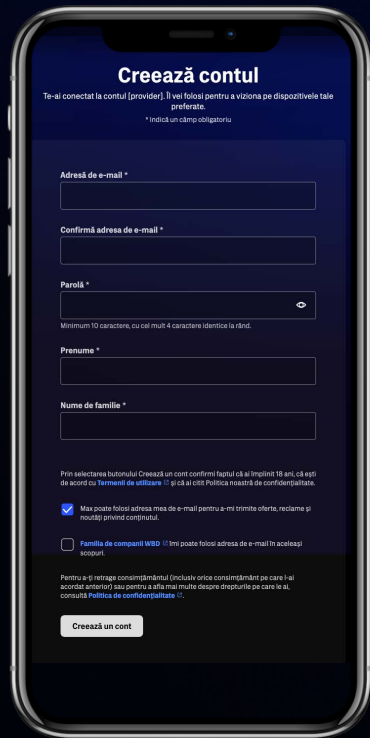 Creează contul
Te-ai conectat la contul [provider]. Îl vei folosi pentru a viziona pe dispozitivele tale
preferate.
* indică un câmp obligatoriu
Adresă de e-mail *
Confirmă adresa de e-mail *
Parolă *
Minimum 10 caractere, cu cel mult 4 caractere identice la rând.
Prenume *
Nume de familie *
Prin selectarea butonului Creează un cont confirmi faptul că ai împlinit 18 ani, că ești
de acord cu Termenii de utilizare și că ai citit Politica noastră de confidențialitate.
Max poate folosi adresa mea de e-mail pentru a-mi trimite oferte, reclame și
noutăți privind conținutul.
Familia de companii WBD îmi poate folosi adresa de e-mail în aceleași
scopuri.
Pentru a-ți retrage consimțământul (inclusiv orice consimțământ pe care l-ai
acordat anterior) sau pentru a afla mai multe despre drepturile pe care le ai,
consultă Politica de confidențialitate.
Creează un cont